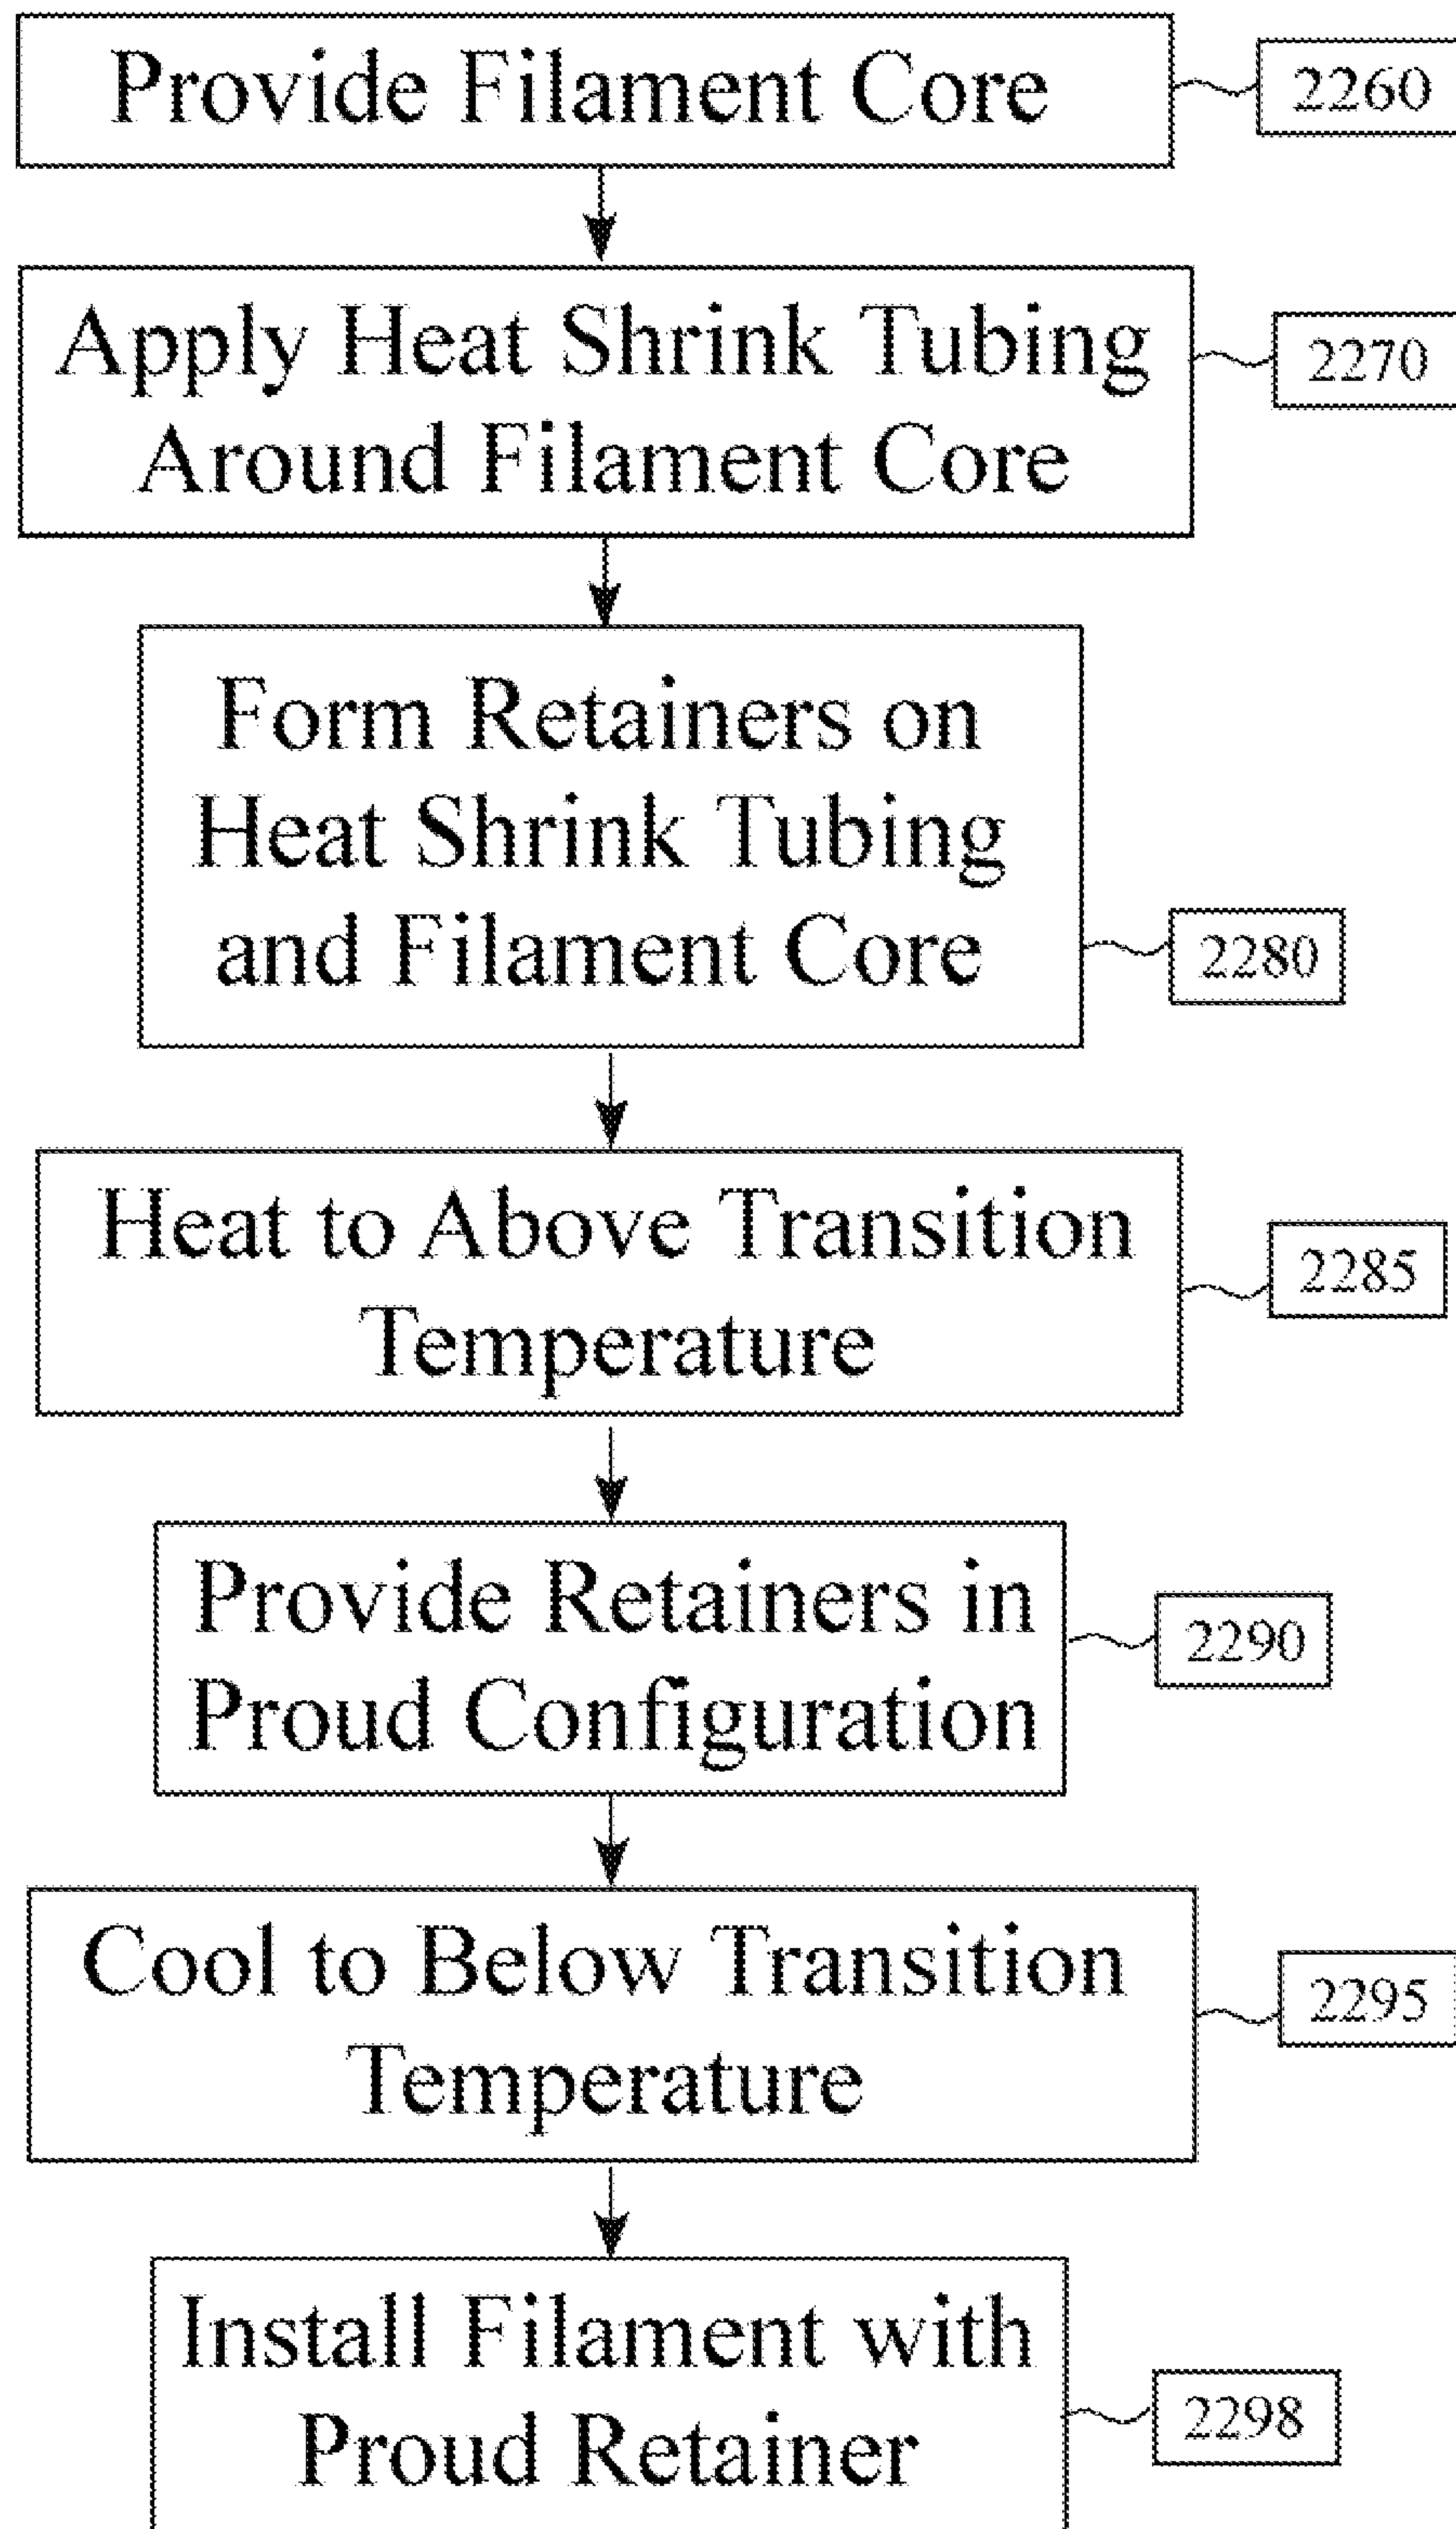 Provide Filament Core
2260
Apply Heat Shrink Tubing
Around Filament Core
2270
Form Retainers on
Heat Shrink Tubing
and Filament Core
2280
Heat to Above Transition
Temperature
2285
Provide Retainers in
Proud Configuration
2290
Cool to Below Transition
Temperature
2295
Install Filament with
Proud Retainer
2298